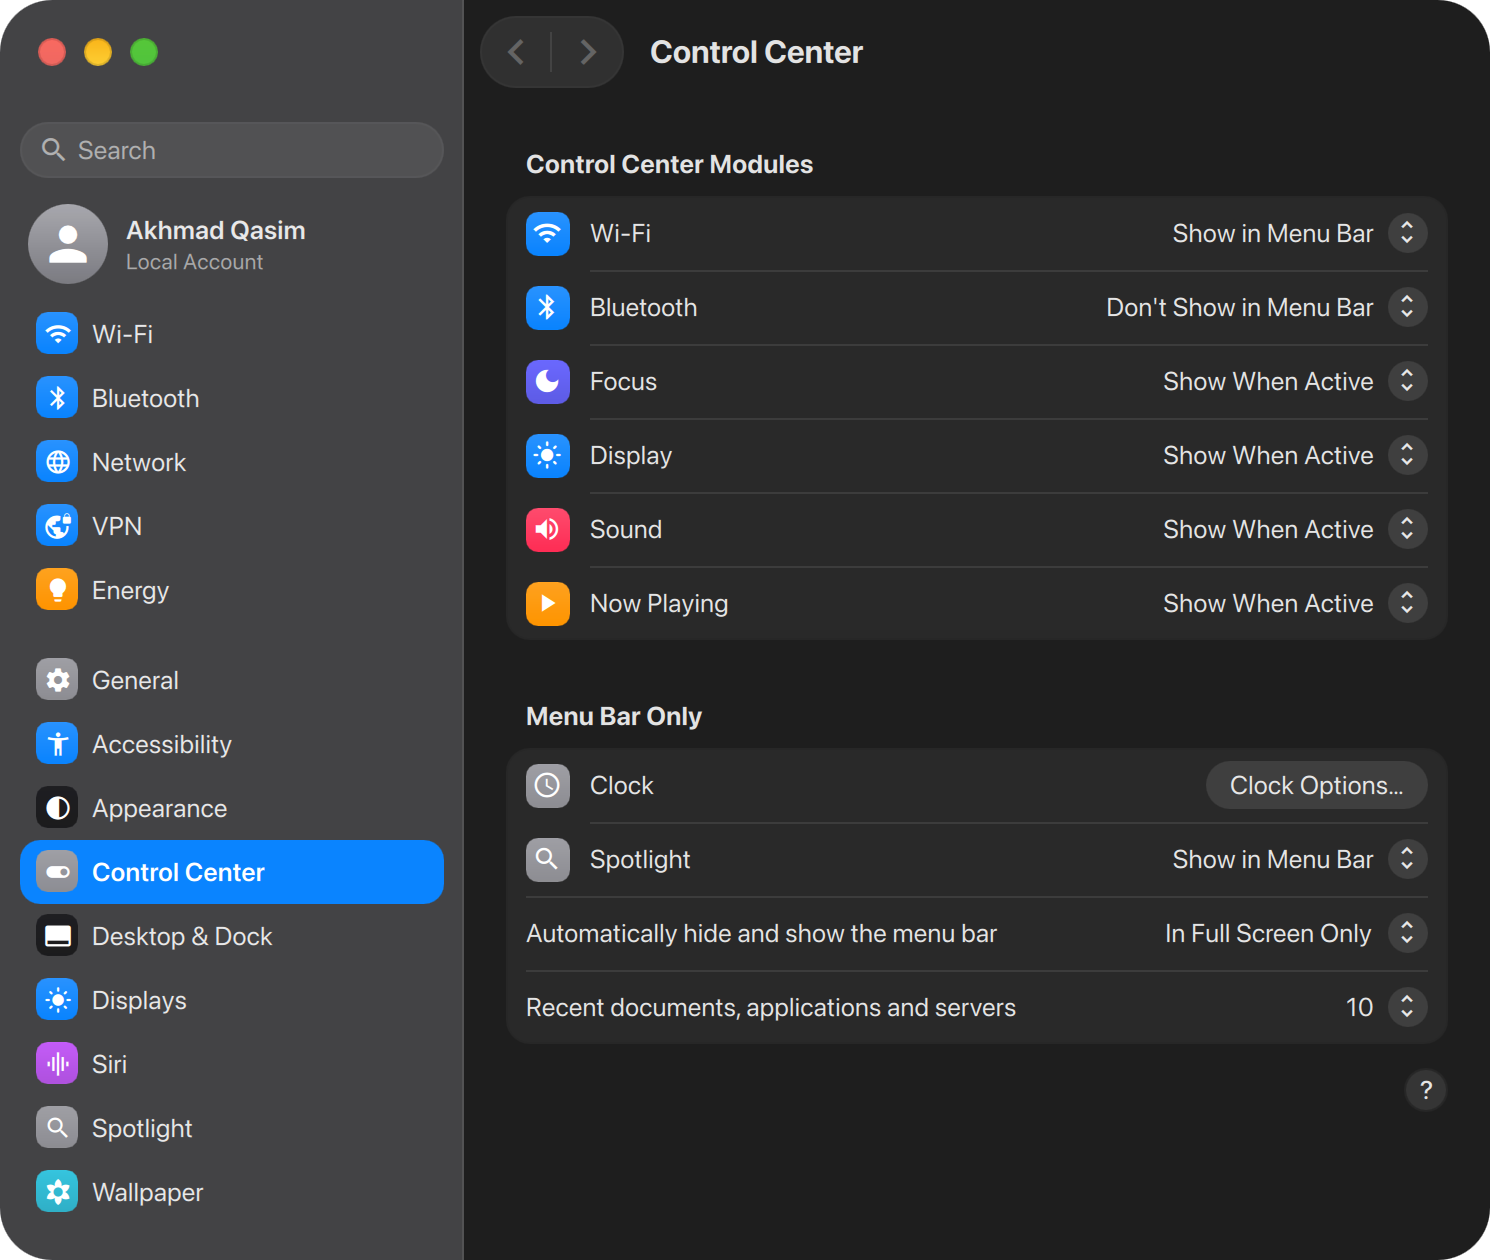 Control Center
Search
Akhmad Qasim
Local Account
Wi-Fi
Bluetooth
Network
VPN
Energy
General
Accessibility
Appearance
Control Center
Desktop & Dock
Displays
Siri
Spotlight
Wallpaper
Control Center Modules
Wi-Fi Show in Menu Bar
Bluetooth Don't Show in Menu Bar
Focus Show When Active
Display Show When Active
Sound Show When Active
Now Playing Show When Active
Menu Bar Only
Clock Clock Options...
Spotlight Show in Menu Bar
Automatically hide and show the menu bar In Full Screen Only
Recent documents, applications and servers 10
?